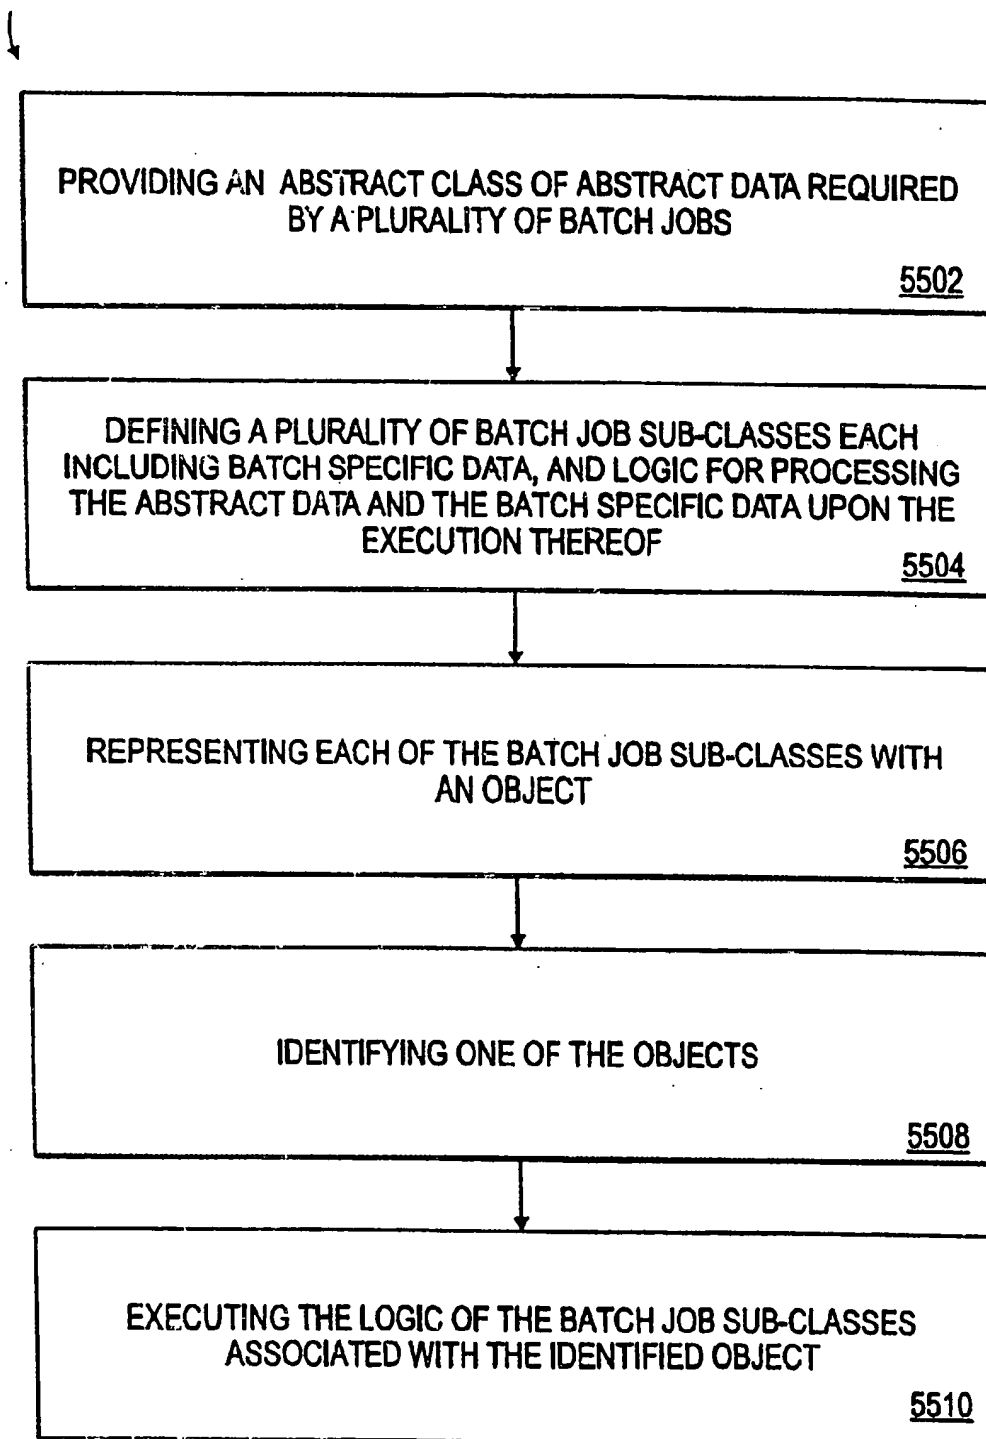 PROVIDING AN ABSTRACT CLASS OF ABSTRACT DATA REQUIRED
BY A PLURALITY OF BATCH JOBS
5502
DEFINING A PLURALITY OF BATCH JOB SUB-CLASSES EACH
INCLUDING BATCH SPECIFIC DATA, AND LOGIC FOR PROCESSING
THE ABSTRACT DATA AND THE BATCH SPECIFIC DATA UPON THE
EXECUTION THEREOF
5504
REPRESENTING EACH OF THE BATCH JOB SUB-CLASSES WITH
AN OBJECT
5506
IDENTIFYING ONE OF THE OBJECTS
5508
EXECUTING THE LOGIC OF THE BATCH JOB SUB-CLASSES
ASSOCIATED WITH THE IDENTIFIED OBJECT
5510